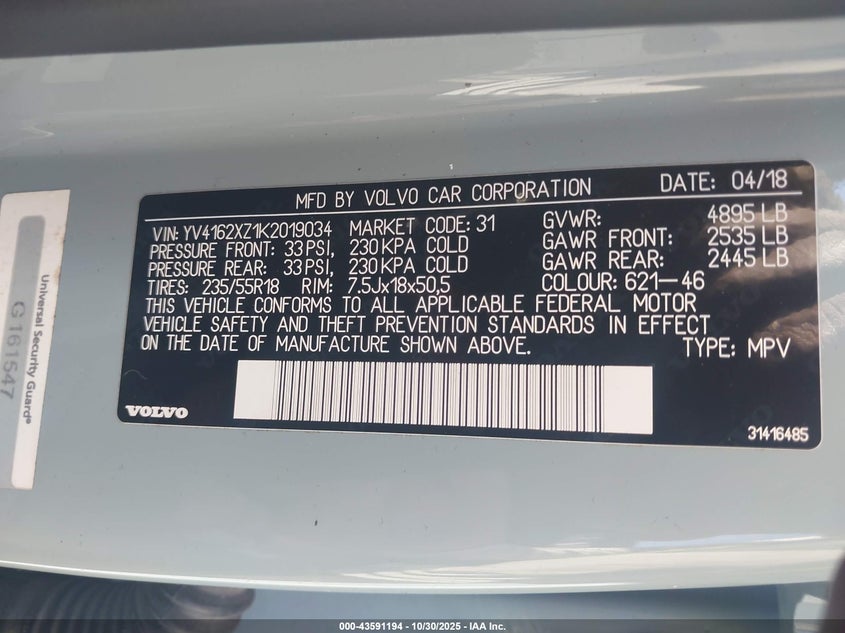 MFD BY VOLVO CAR CORPORATION DATE: 04/18
VIN: YV4162XZ1K2019034 MARKET CODE: 31 GVWR: 4895 LB
PRESSURE FRONT: 33 PSI, 230 KPA COLD GAWR FRONT: 2535 LB
PRESSURE REAR: 33 PSI, 230 KPA COLD GAWR REAR: 2445 LB
TIRES: 235/55R18 RIM: 7.5Jx18x50,5 COLOUR: 621-46
THIS VEHICLE CONFORMS TO ALL APPLICABLE FEDERAL MOTOR
VEHICLE SAFETY AND THEFT PREVENTION STANDARDS IN EFFECT
ON THE DATE OF MANUFACTURE SHOWN ABOVE. TYPE: MPV
VOLVO
31416485
Universal Security Guard®
G161547
000-43591194 - 10/30/2025 - IAA Inc.